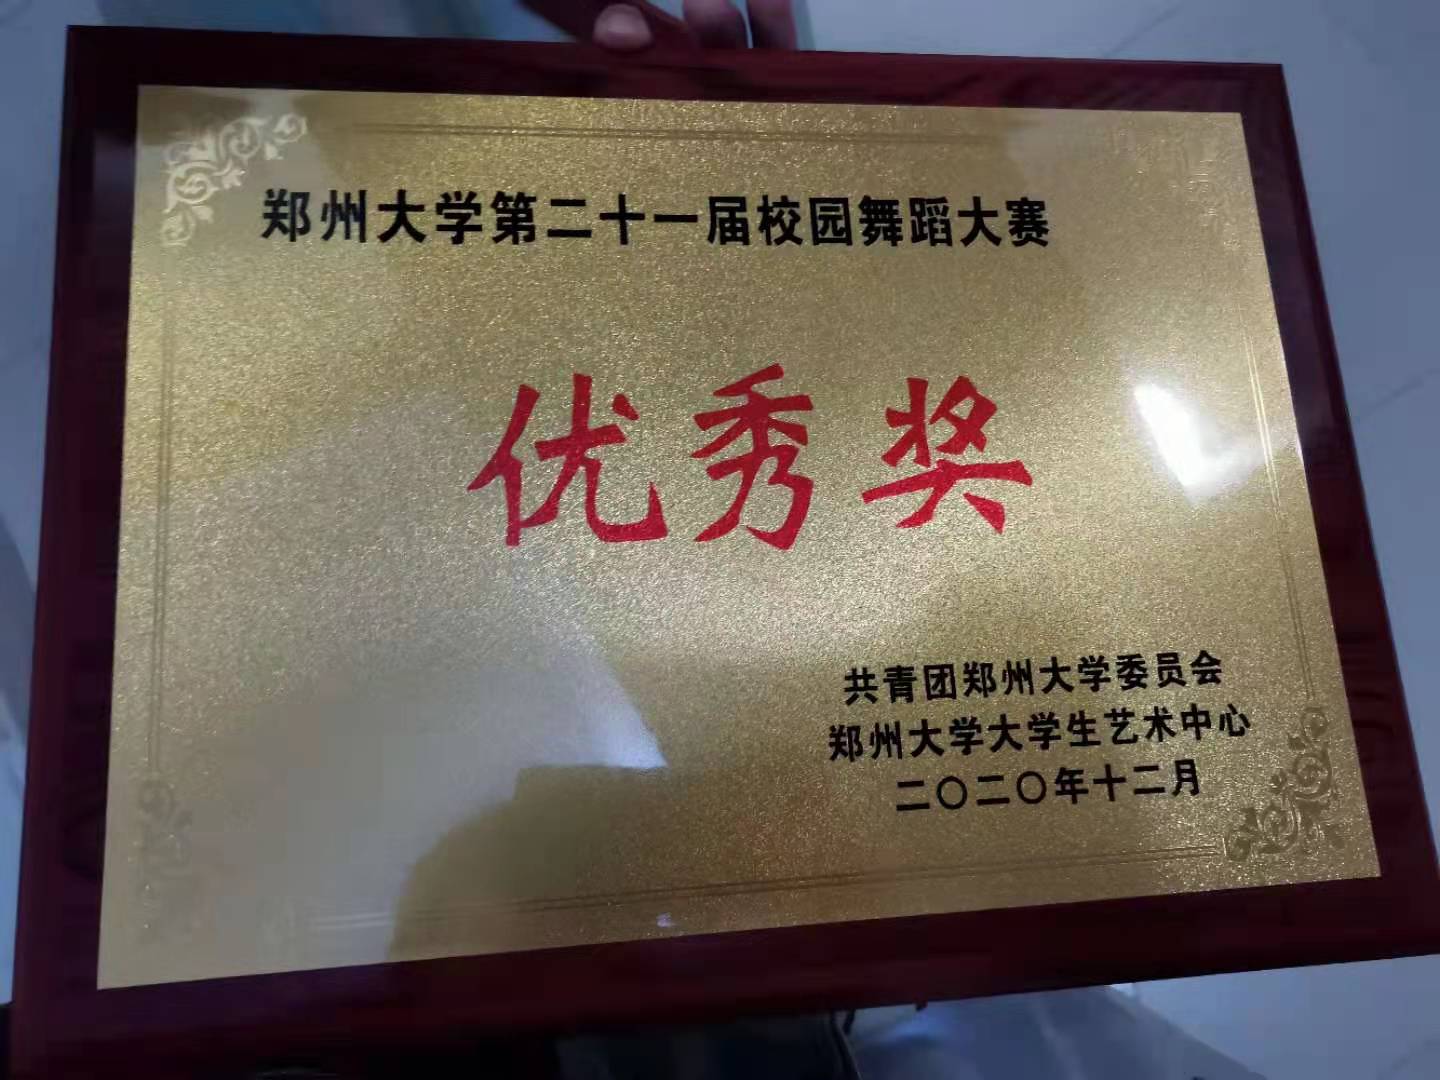 郑州大学第二十一届校园舞蹈大赛
优秀奖
共青团郑州大学委员会
郑州大学大学生艺术中心
二〇二〇年十二月